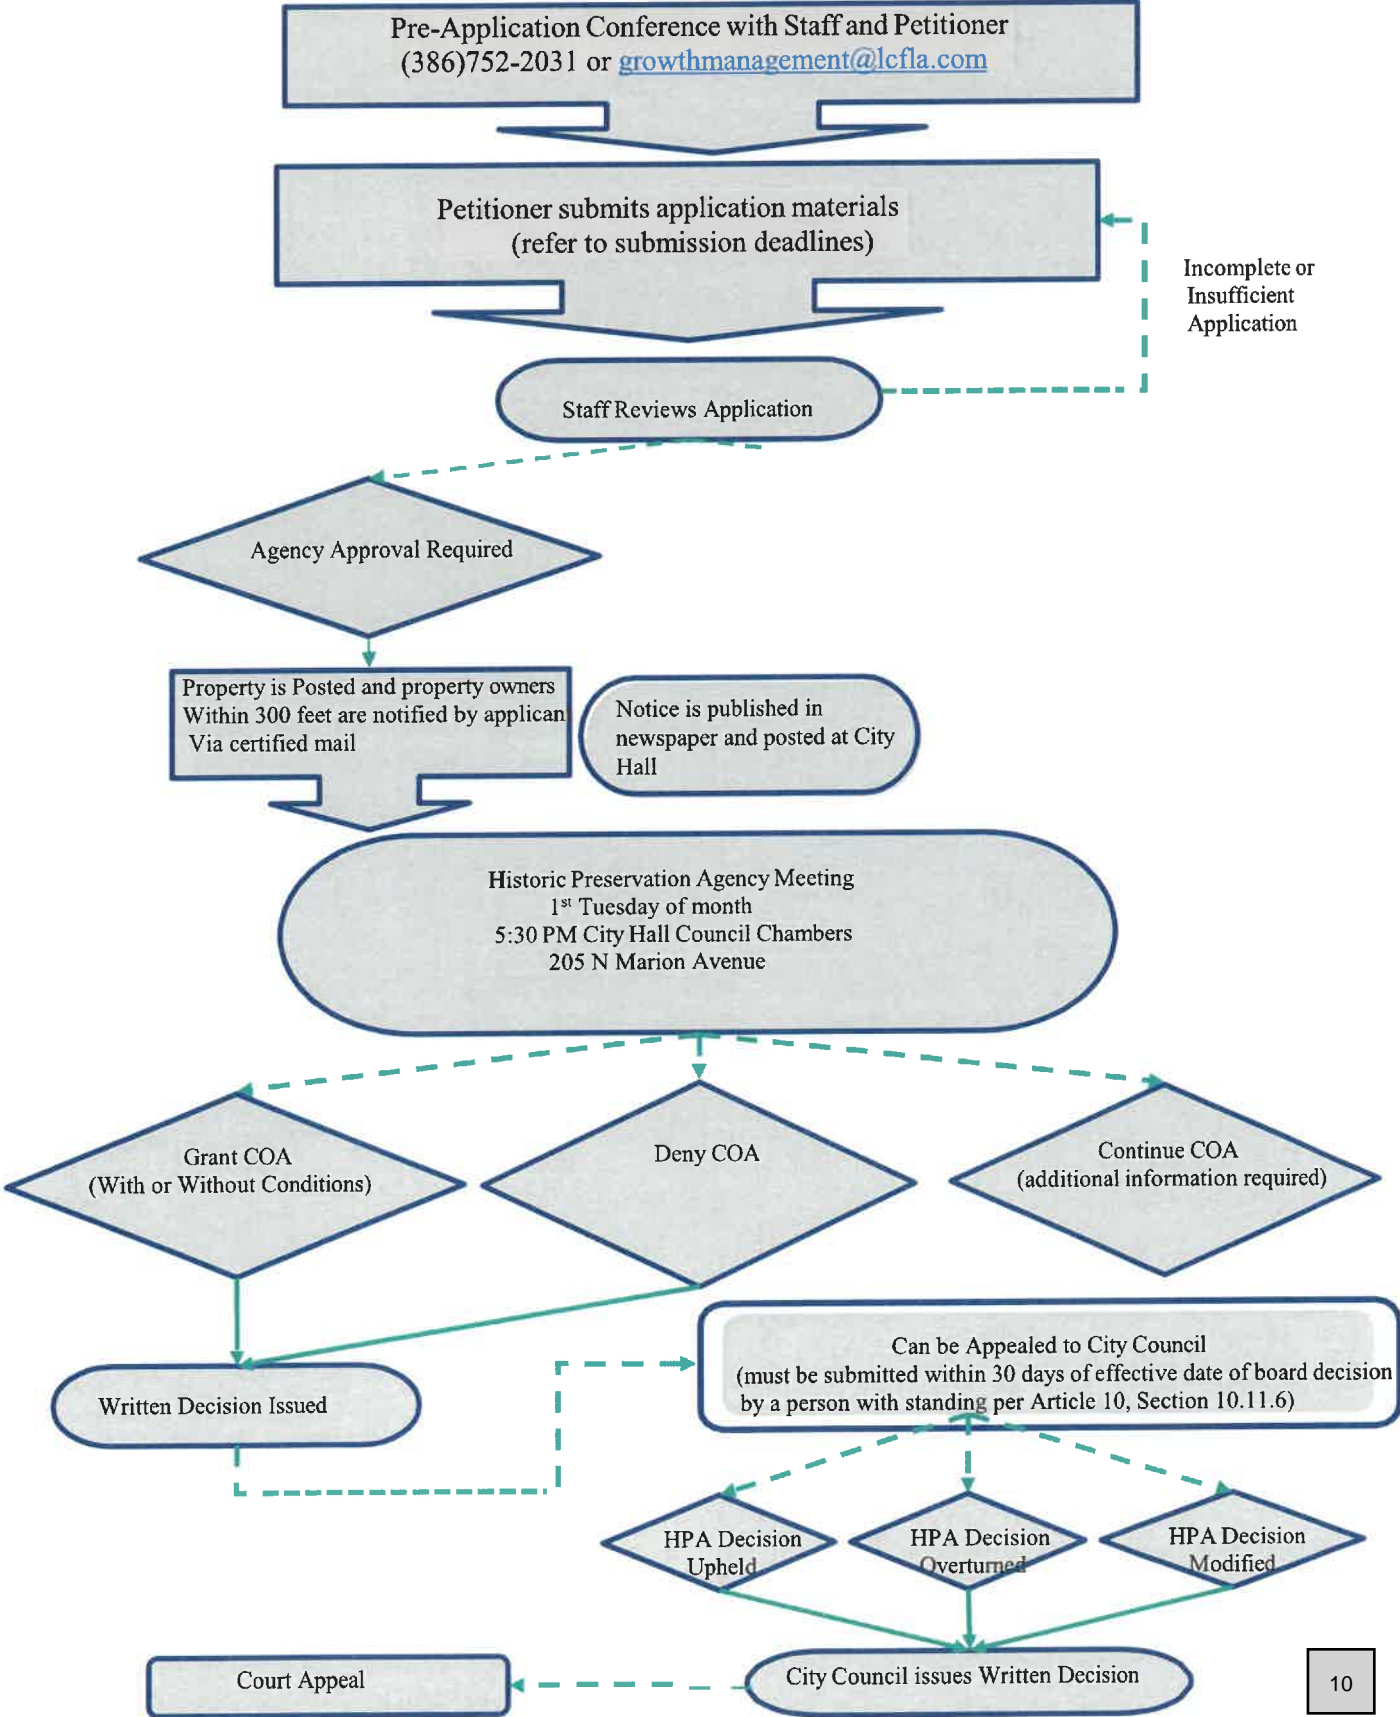 Pre-Application Conference with Staff and Petitioner
(386)752-2031 or growthmanagement@lcfla.com
Petitioner submits application materials
(refer to submission deadlines)
Incomplete or
Insufficient
Application
Staff Reviews Application
Agency Approval Required
Property is Posted and property owners
Within 300 feet are notified by applican
Via certified mail
Notice is published in
newspaper and posted at City
Hall
Historic Preservation Agency Meeting
1st Tuesday of month
5:30 PM City Hall Council Chambers
205 N Marion Avenue
Grant COA
(With or Without Conditions)
Deny COA
Continue COA
(additional information required)
Can be Appealed to City Council
(must be submitted within 30 days of effective date of board decision
by a person with standing per Article 10, Section 10.11.6)
Written Decision Issued
HPA Decision
Upheld
HPA Decision
Overturned
HPA Decision
Modified
Court Appeal
City Council issues Written Decision
10